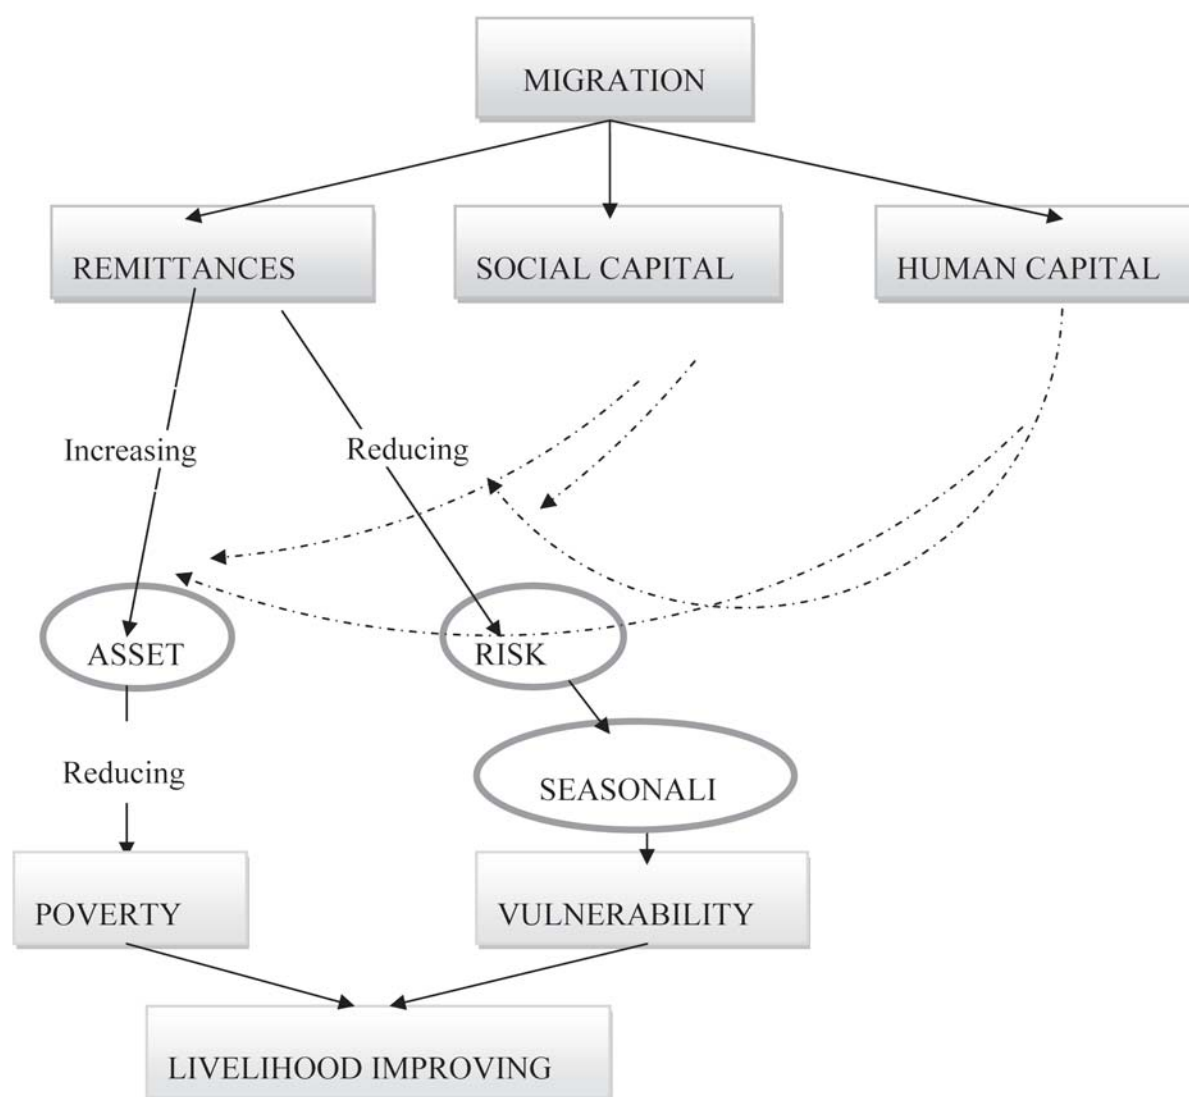 MIGRATION
REMITTANCES
SOCIAL CAPITAL
HUMAN CAPITAL
Increasing
Reducing
ASSET
RISK
Reducing
SEASONALI
POVERTY
VULNERABILITY
LIVELIHOOD IMPROVING